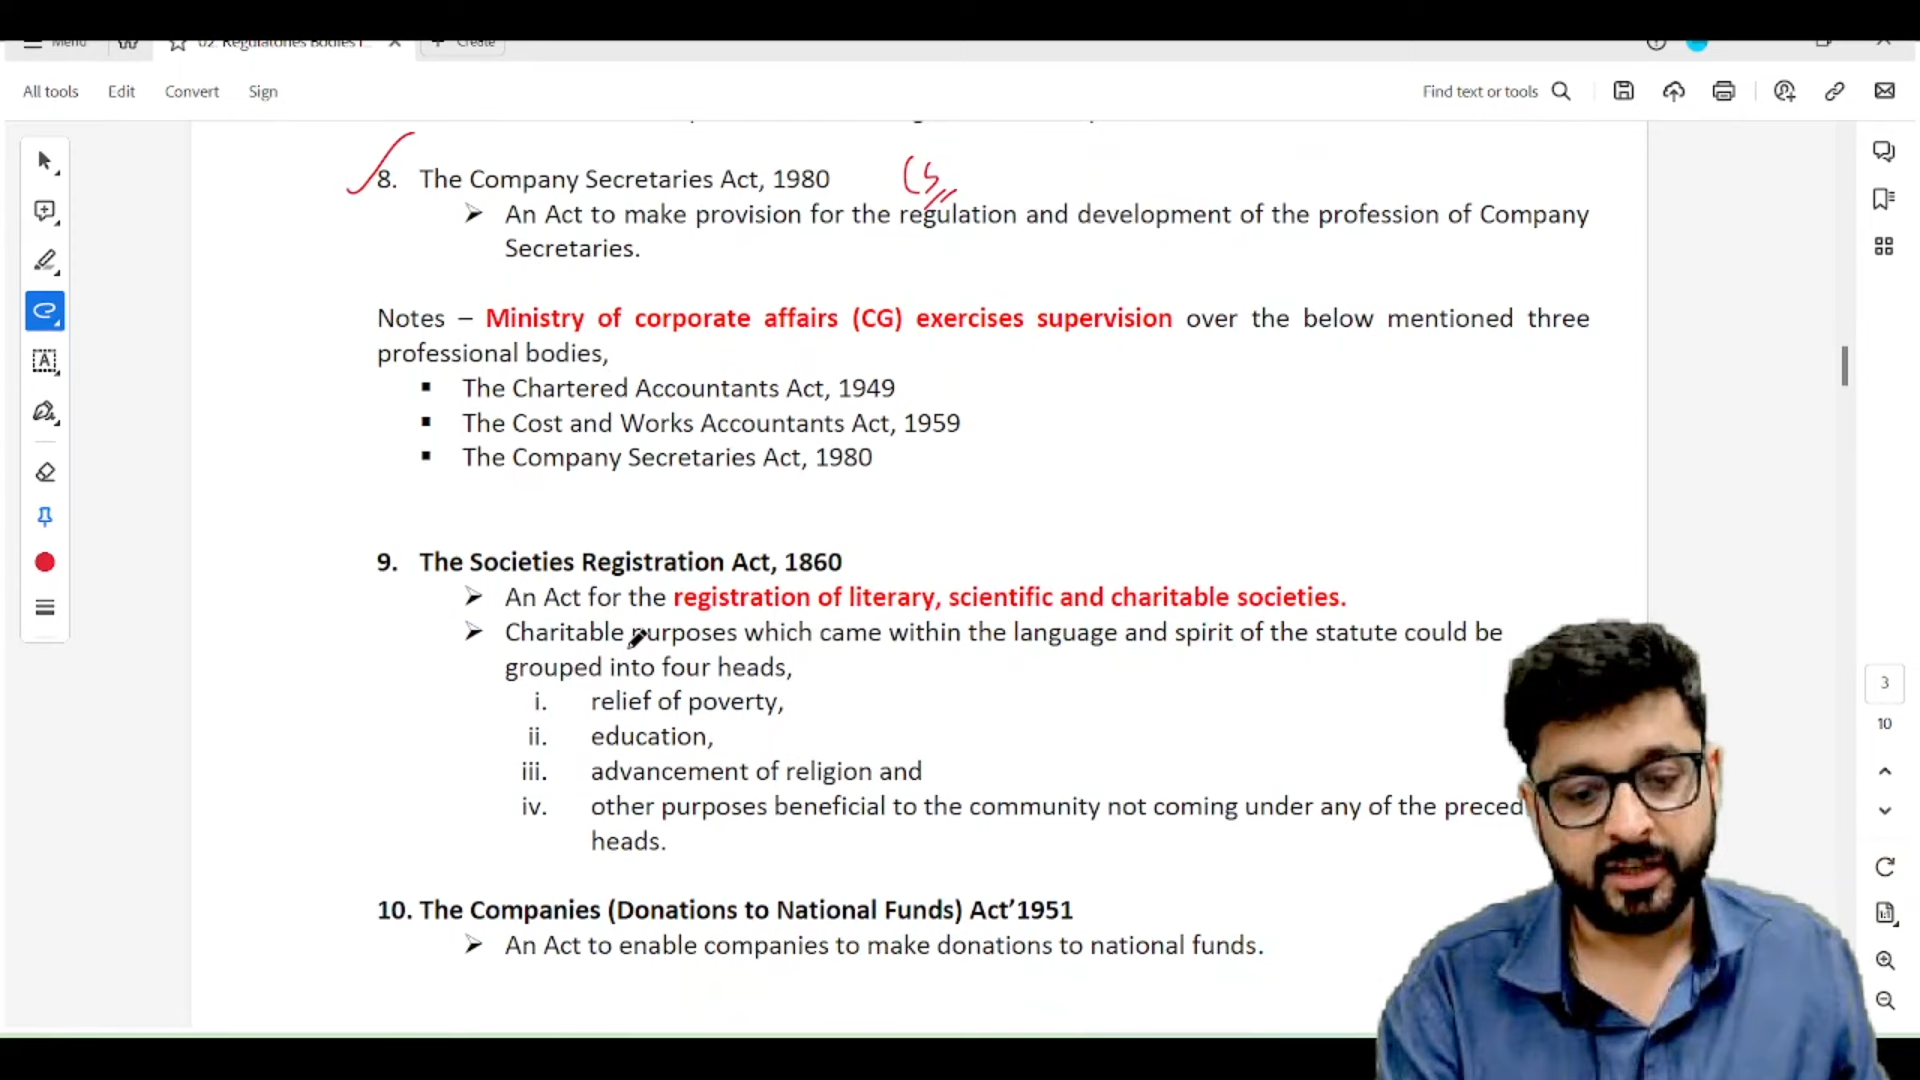 Menu
02. Regulatories Bodies f...
Create
All tools Edit Convert Sign
Find text or tools
8. The Company Secretaries Act, 1980 CS
➢ An Act to make provision for the regulation and development of the profession of Company
Secretaries.
Notes – Ministry of corporate affairs (CG) exercises supervision over the below mentioned three
professional bodies,
▪ The Chartered Accountants Act, 1949
▪ The Cost and Works Accountants Act, 1959
▪ The Company Secretaries Act, 1980
9. The Societies Registration Act, 1860
➢ An Act for the registration of literary, scientific and charitable societies.
➢ Charitable purposes which came within the language and spirit of the statute could be
grouped into four heads,
i. relief of poverty,
ii. education,
iii. advancement of religion and
iv. other purposes beneficial to the community not coming under any of the preced
heads.
10. The Companies (Donations to National Funds) Act’1951
➢ An Act to enable companies to make donations to national funds.
3
10